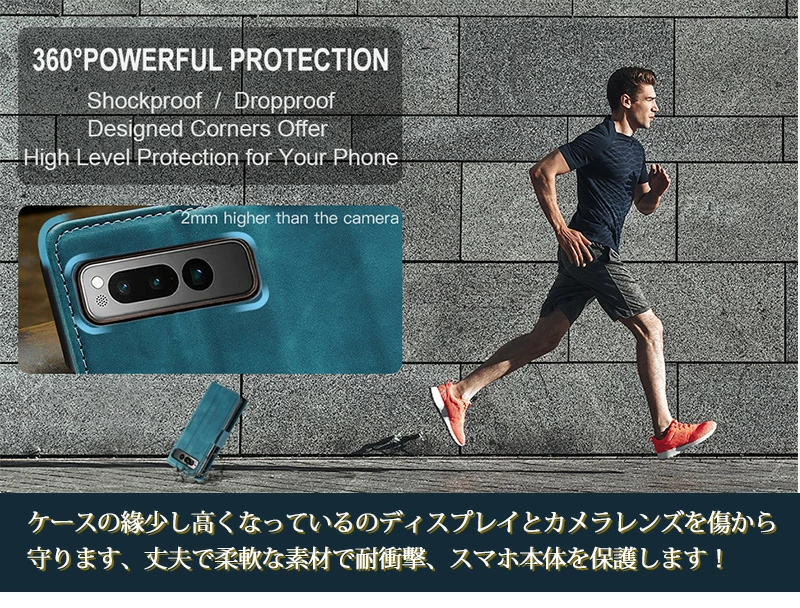 360°POWERFUL PROTECTION
Shockproof / Dropproof
Designed Corners Offer
High Level Protection for Your Phone
2mm higher than the camera
ケースの縁少し高くなっているのディスプレイとカメラレンズを傷から
守ります、丈夫で柔軟な素材で耐衝撃、スマホ本体を保護します！